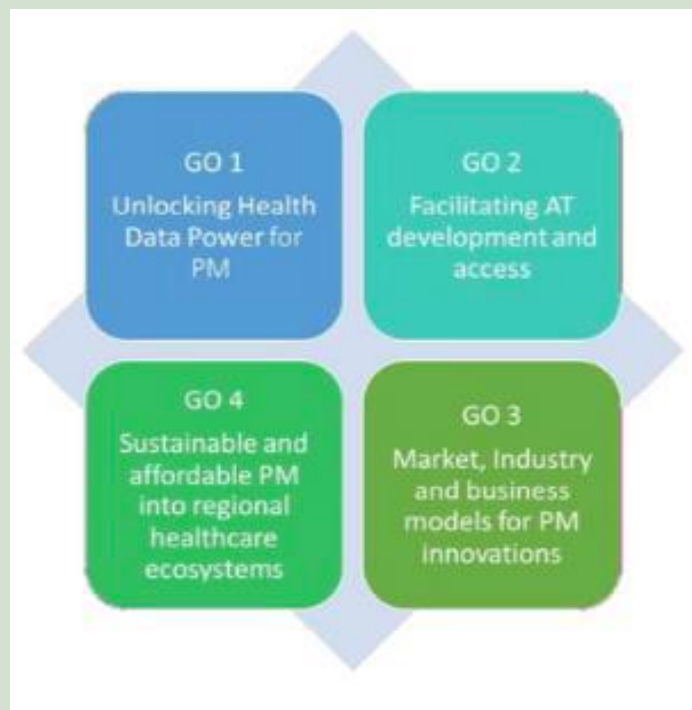 GO 1
Unlocking Health
Data Power for
PM
GO 2
Facilitating AT
development and
access
GO 4
Sustainable and
affordable PM
into regional
healthcare
ecosystems
GO 3
Market, Industry
and business
models for PM
innovations